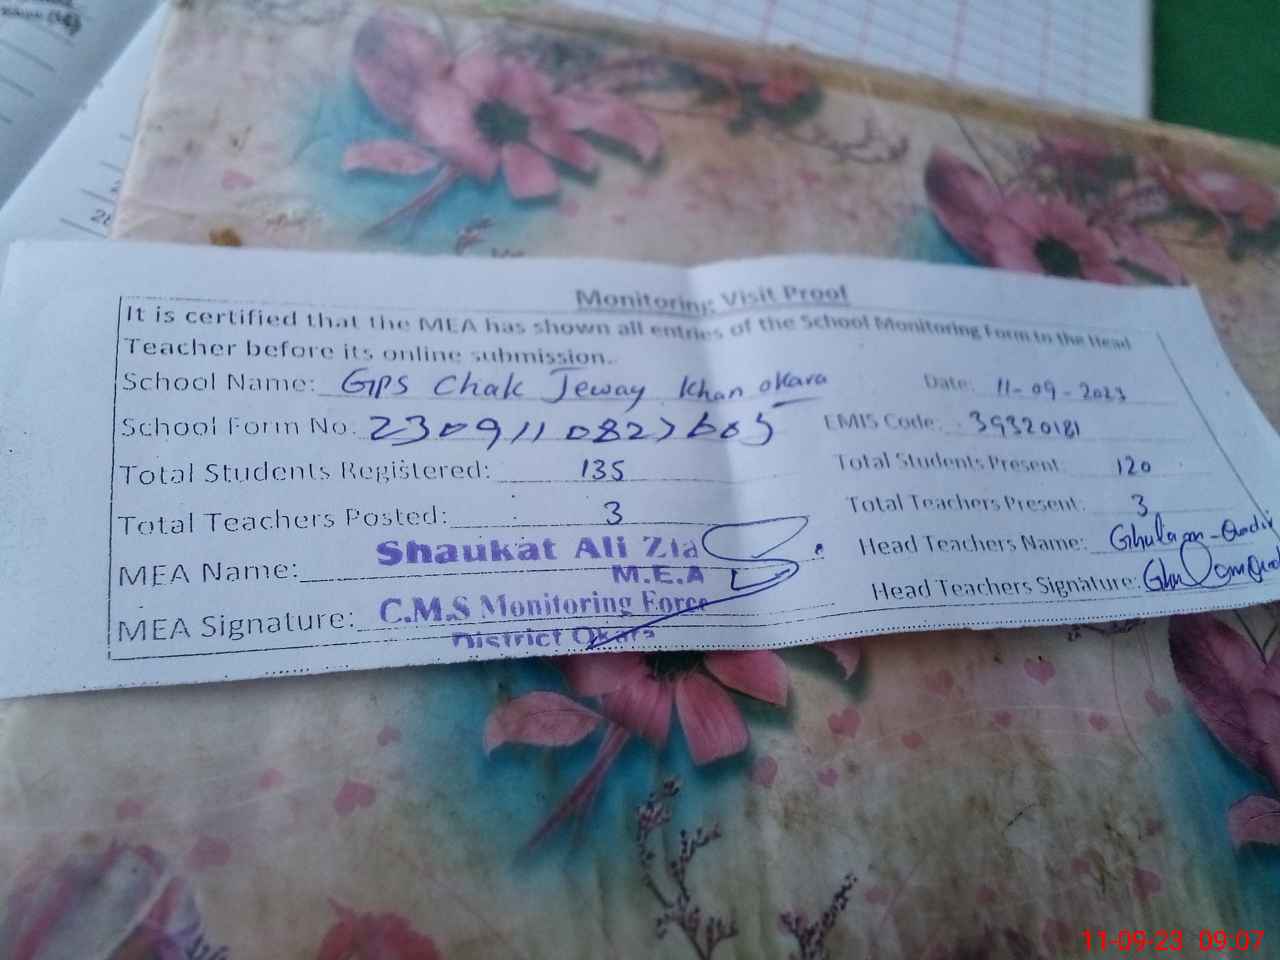 Monitoring Visit Proof
It is certified that the MEA has shown all entries of the School Monitoring Form to the Head
Teacher before its online submission.
School Name: GPS Chak Jeway Khan okara Date: 11-09-2023
School Form No: EMIS Code: 39320181
Total Students Registered: 135 Total Students Present: 120
Total Teachers Posted: 3 Total Teachers Present: 3
MEA Name: Shaukat Ali Zia Head Teachers Name: Ghulam Qadir
M.E.A
MEA Signature: C.M.S Monitoring Force Head Teachers Signature:
District Okara
11-09-23 09:07